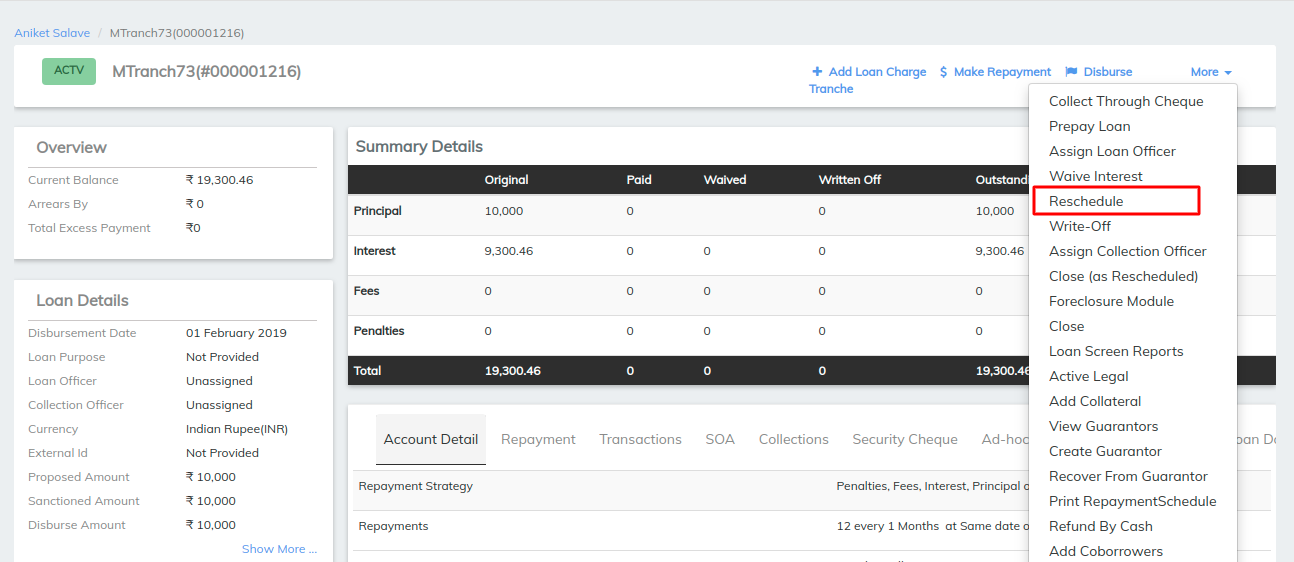 Aniket Salave / MTranch73(000001216)
ACTV MTranch73(#000001216)
+ Add Loan Charge $ Make Repayment Disburse More
Tranche
Collect Through Cheque
Prepay Loan
Assign Loan Officer
Waive Interest
Reschedule
Write-Off
Assign Collection Officer
Close (as Rescheduled)
Foreclosure Module
Close
Loan Screen Reports
Active Legal
Add Collateral
View Guarantors
Create Guarantor
Recover From Guarantor
Print RepaymentSchedule
Refund By Cash
Add Coborrowers
Overview
Current Balance ₹ 19,300.46
Arrears By ₹ 0
Total Excess Payment ₹0
Loan Details
Disbursement Date 01 February 2019
Loan Purpose Not Provided
Loan Officer Unassigned
Collection Officer Unassigned
Currency Indian Rupee(INR)
External Id Not Provided
Proposed Amount ₹ 10,000
Sanctioned Amount ₹ 10,000
Disburse Amount ₹ 10,000
Show More ...
Summary Details
Original Paid Waived Written Off
Principal 10,000 0 0 10,000
Interest 9,300.46 0 0 0 9,300.46
Fees 0 0 0 0 0
Penalties 0 0 0 0 0
Total 19,300.46 0 0 0 19,300.46
Account Detail Repayment Transactions SOA Collections Security Cheque Ad-hoc
Repayment Strategy Penalties, Fees, Interest, Principal
Repayments 12 every 1 Months at Same date